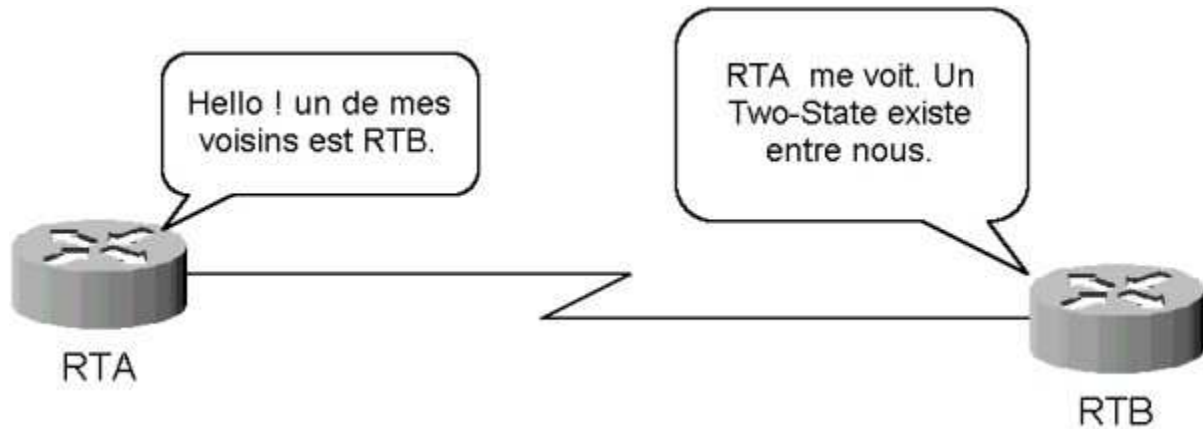 Hello ! un de mes
voisins est RTB.
RTA me voit. Un
Two-State existe
entre nous.
RTA
RTB